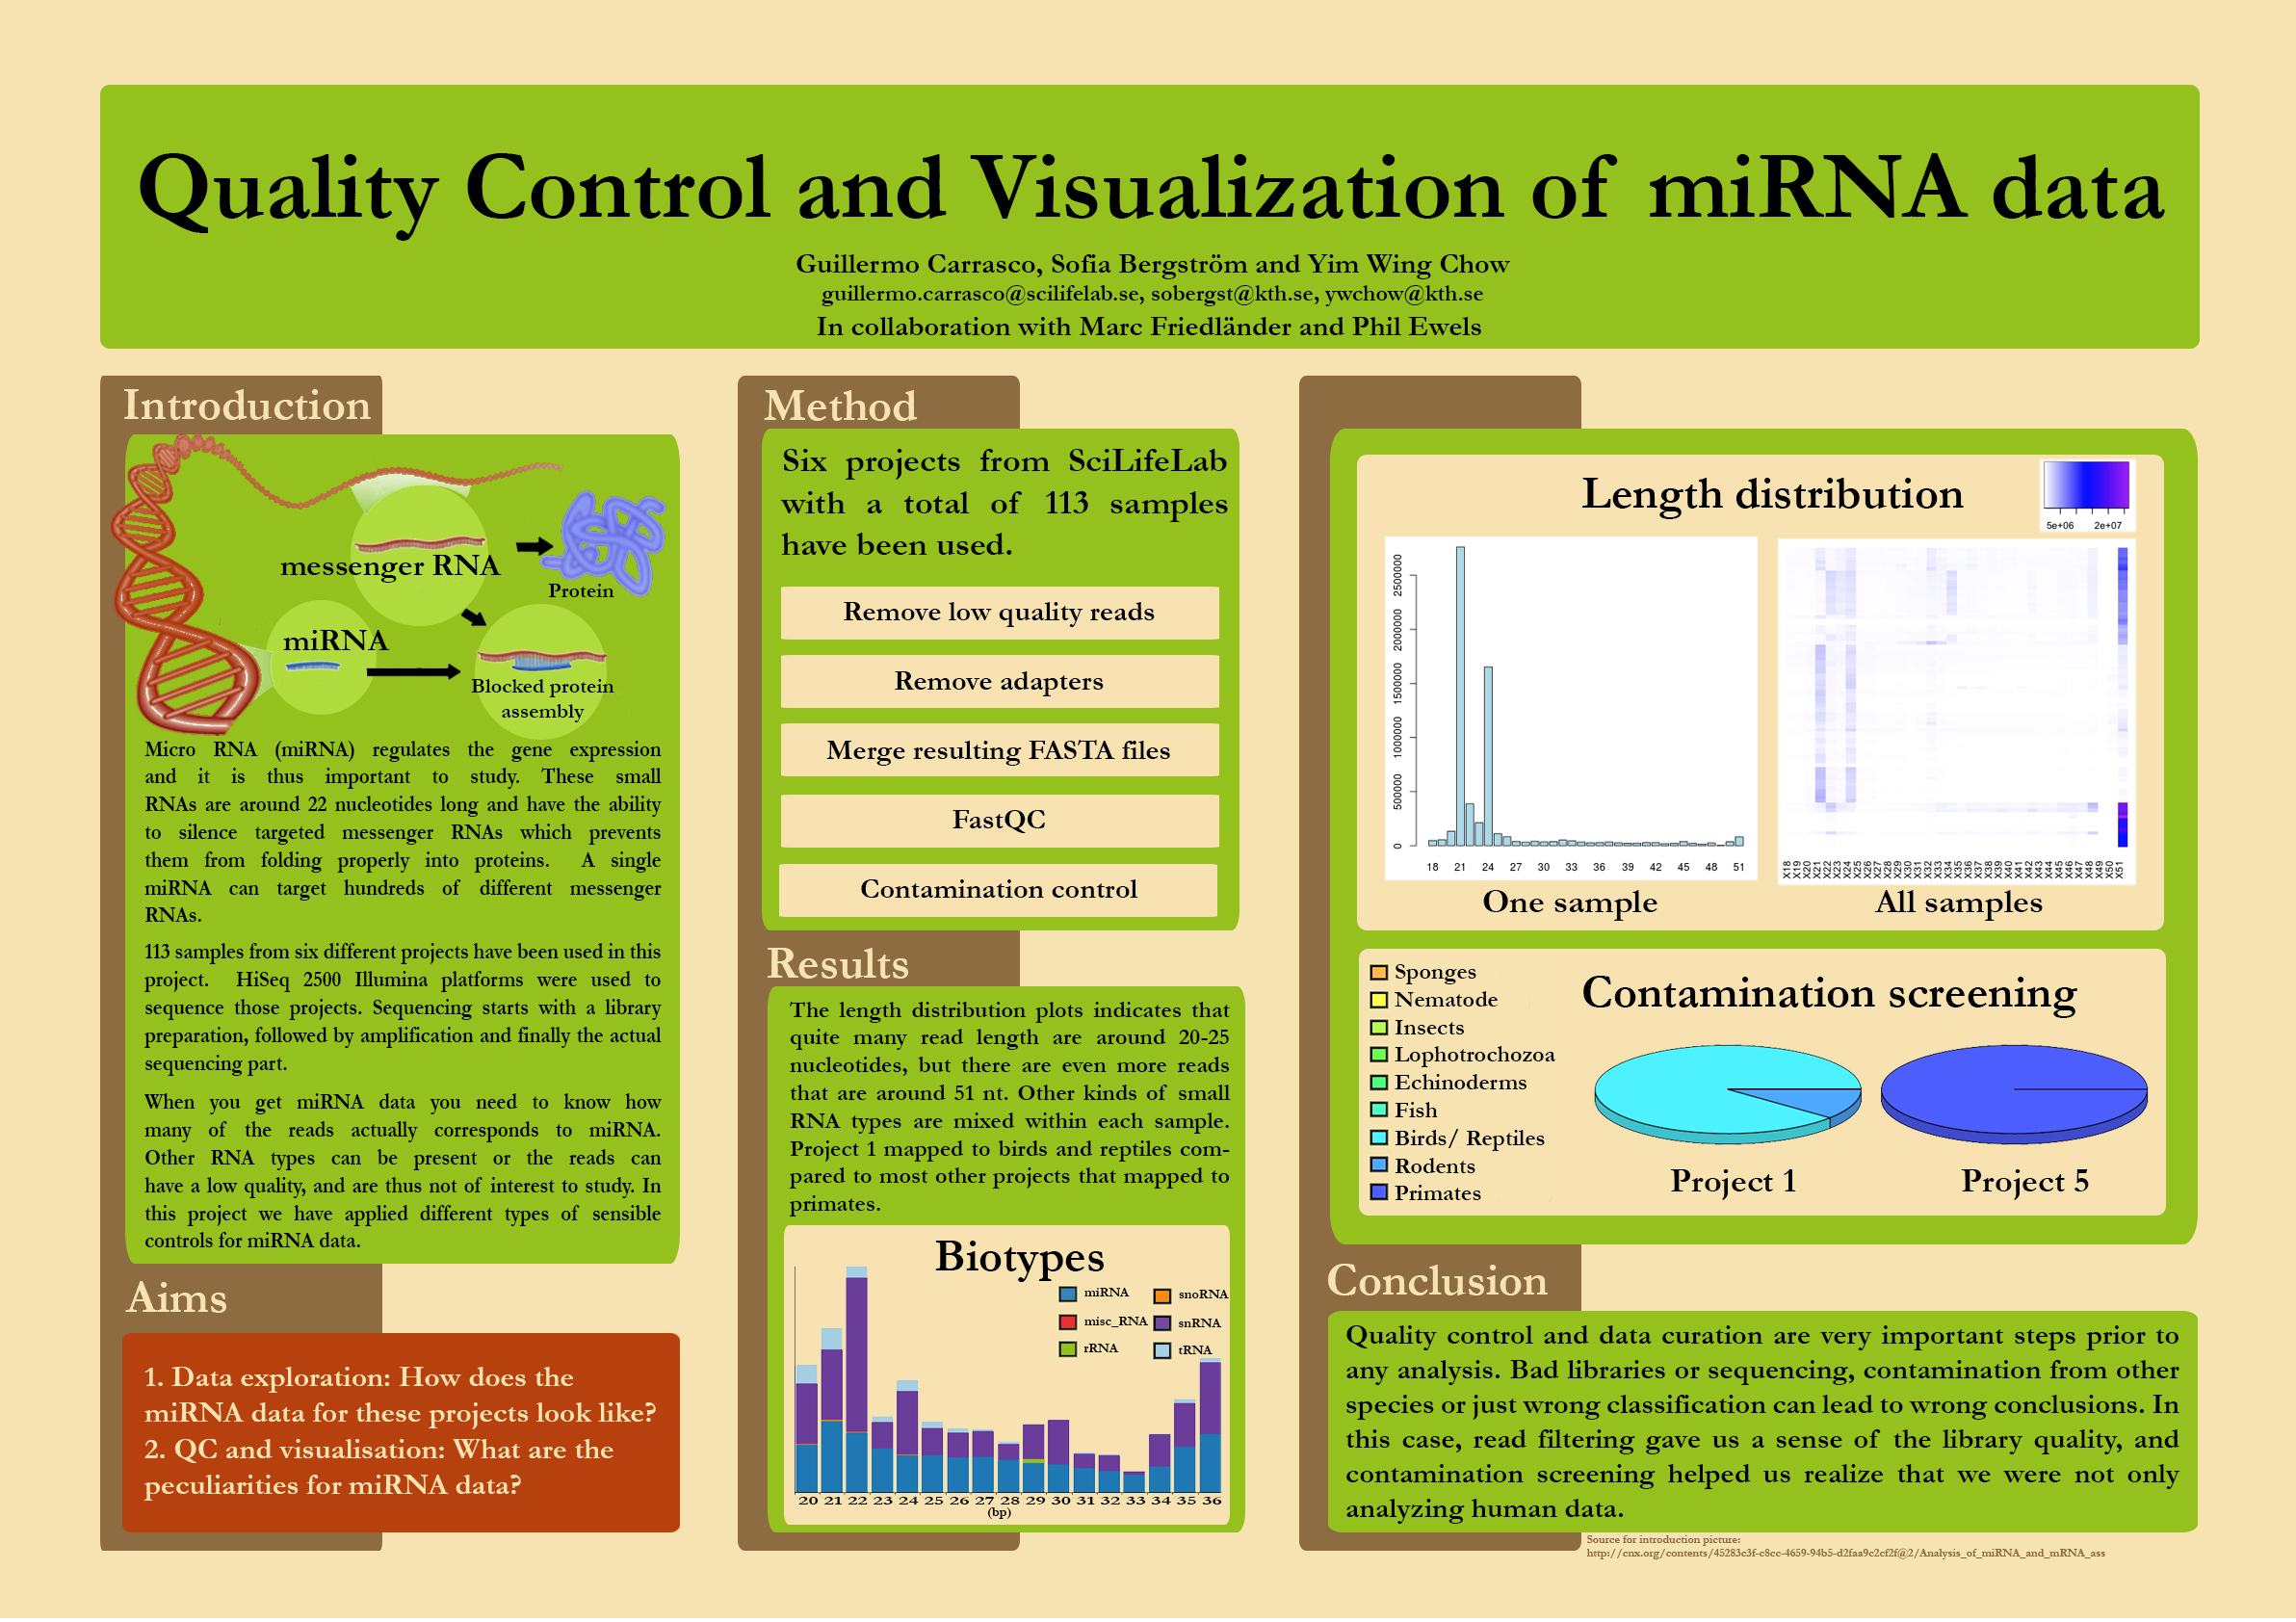 Quality Control and Visualization of miRNA data
Guillermo Carrasco, Sofia Bergström and Yim Wing Chow
guillermo.carrasco@scilifelab.se, sobergst@kth.se, ywchow@kth.se
In collaboration with Marc Friedländer and Phil Ewels
Introduction
messenger RNA
Protein
miRNA
Blocked protein
assembly
Micro RNA (miRNA) regulates the gene expression
and it is thus important to study. These small
RNAs are around 22 nucleotides long and have the ability
to silence targeted messenger RNAs which prevents
them from folding properly into proteins. A single
miRNA can target hundreds of different messenger
RNAs.
113 samples from six different projects have been used in this
project. HiSeq 2500 Illumina platforms were used to
sequence those projects. Sequencing starts with a library
preparation, followed by amplification and finally the actual
sequencing part.
When you get miRNA data you need to know how
many of the reads actually corresponds to miRNA.
Other RNA types can be present or the reads can
have a low quality, and are thus not of interest to study. In
this project we have applied different types of sensible
controls for miRNA data.
Aims
1. Data exploration: How does the
miRNA data for these projects look like?
2. QC and visualisation: What are the
peculiarities for miRNA data?
Method
Six projects from SciLifeLab
with a total of 113 samples
have been used.
Remove low quality reads
Remove adapters
Merge resulting FASTA files
FastQC
Contamination control
Results
The length distribution plots indicates that
quite many read length are around 20-25
nucleotides, but there are even more reads
that are around 51 nt. Other kinds of small
RNA types are mixed within each sample.
Project 1 mapped to birds and reptiles com-
pared to most other projects that mapped to
primates.
Biotypes
miRNA
snoRNA
misc_RNA
snRNA
rRNA
tRNA
20 21 22 23 24 25 26 27 28 29 30 31 32 33 34 35 36
(bp)
Length distribution
5e+06 2e+07
2500000
2000000
1500000
1000000
500000
0
18 21 24 27 30 33 36 39 42 45 48 51
X18 X19 X20 X21 X22 X23 X24 X25 X26 X27 X28 X29 X30 X31 X32 X33 X34 X35 X36 X37 X38 X39 X40 X41 X42 X43 X44 X45 X46 X47 X48 X49 X50 X51
One sample
All samples
Contamination screening
Sponges
Nematode
Insects
Lophotrochozoa
Echinoderms
Fish
Birds/ Reptiles
Rodents
Primates
Project 1
Project 5
Conclusion
Quality control and data curation are very important steps prior to
any analysis. Bad libraries or sequencing, contamination from other
species or just wrong classification can lead to wrong conclusions. In
this case, read filtering gave us a sense of the library quality, and
contamination screening helped us realize that we were not only
analyzing human data.
Source for introduction picture: